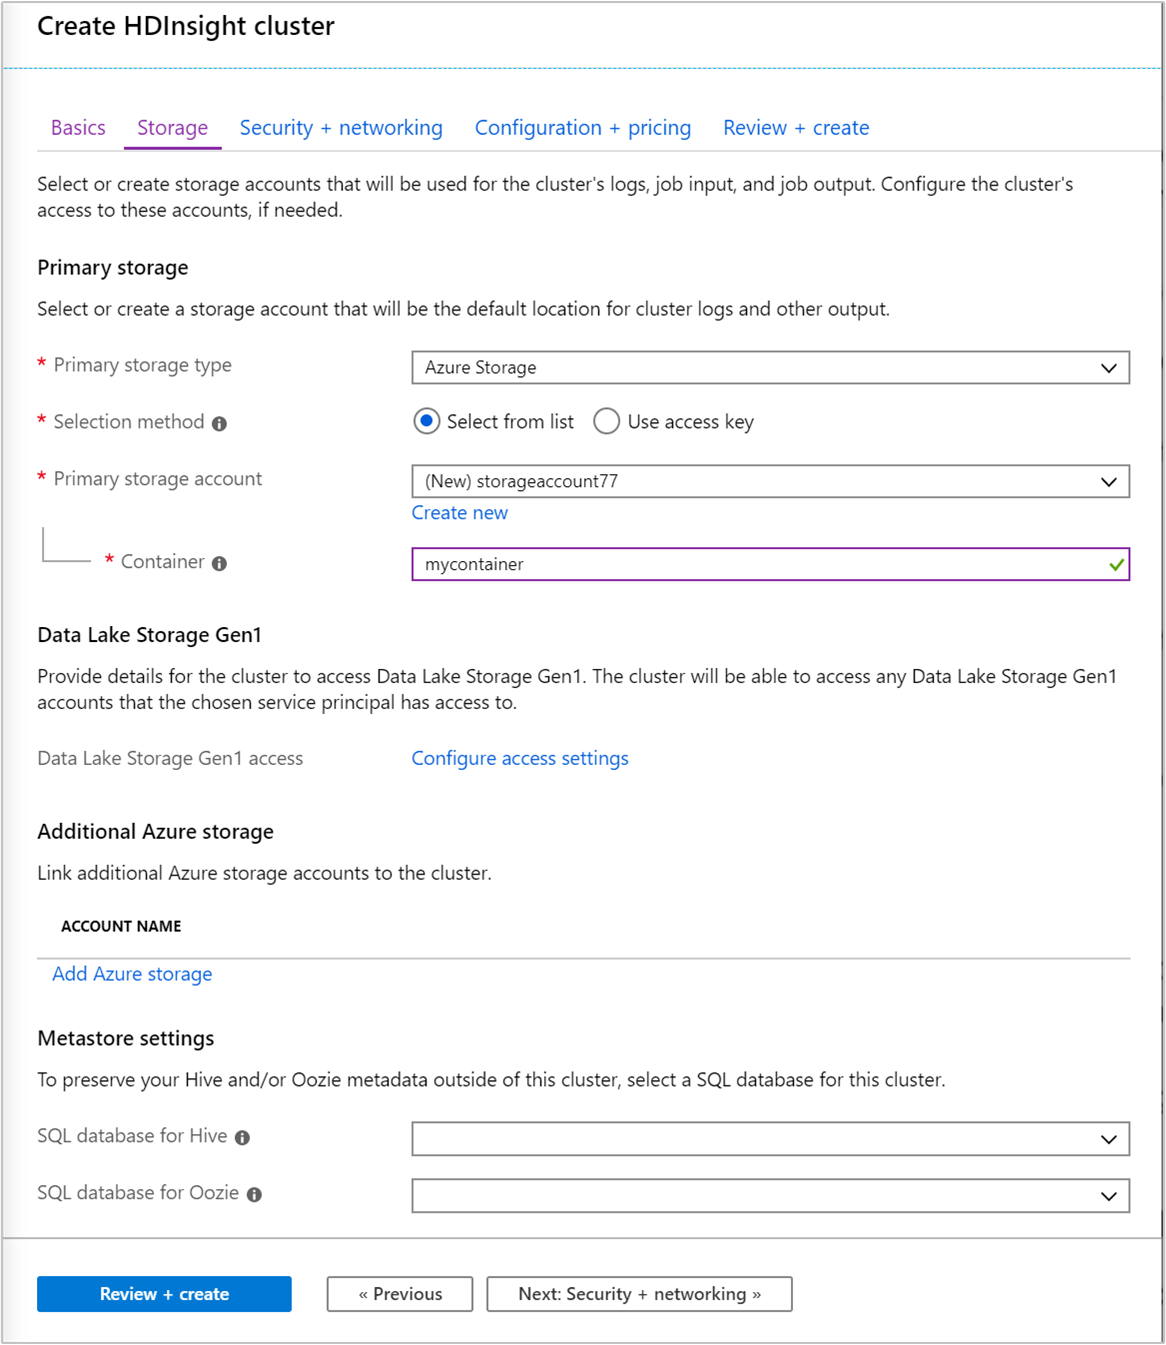 Create HDInsight cluster
Basics Storage Security + networking Configuration + pricing Review + create
Select or create storage accounts that will be used for the cluster's logs, job input, and job output. Configure the cluster's
access to these accounts, if needed.
Primary storage
Select or create a storage account that will be the default location for cluster logs and other output.
* Primary storage type Azure Storage
* Selection method Select from list Use access key
* Primary storage account (New) storageaccount77
Create new
* Container mycontainer
Data Lake Storage Gen1
Provide details for the cluster to access Data Lake Storage Gen1. The cluster will be able to access any Data Lake Storage Gen1
accounts that the chosen service principal has access to.
Data Lake Storage Gen1 access Configure access settings
Additional Azure storage
Link additional Azure storage accounts to the cluster.
ACCOUNT NAME
Add Azure storage
Metastore settings
To preserve your Hive and/or Oozie metadata outside of this cluster, select a SQL database for this cluster.
SQL database for Hive
SQL database for Oozie
Review + create « Previous Next: Security + networking »